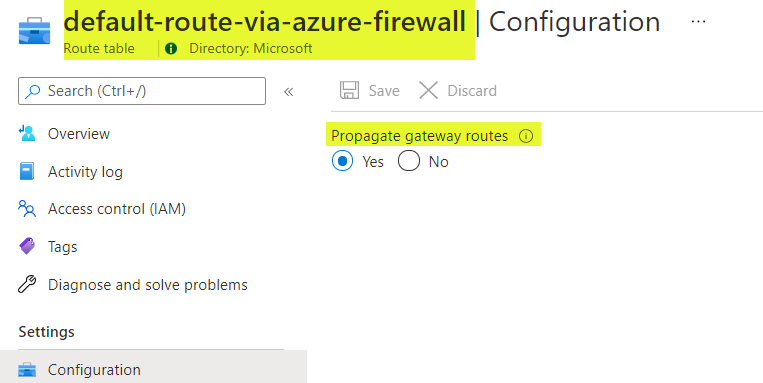 default-route-via-azure-firewall | Configuration ...
Route table | Directory: Microsoft
Search (Ctrl+/) «
Save Discard
Overview
Activity log
Access control (IAM)
Tags
Diagnose and solve problems
Settings
Configuration
Propagate gateway routes
Yes No